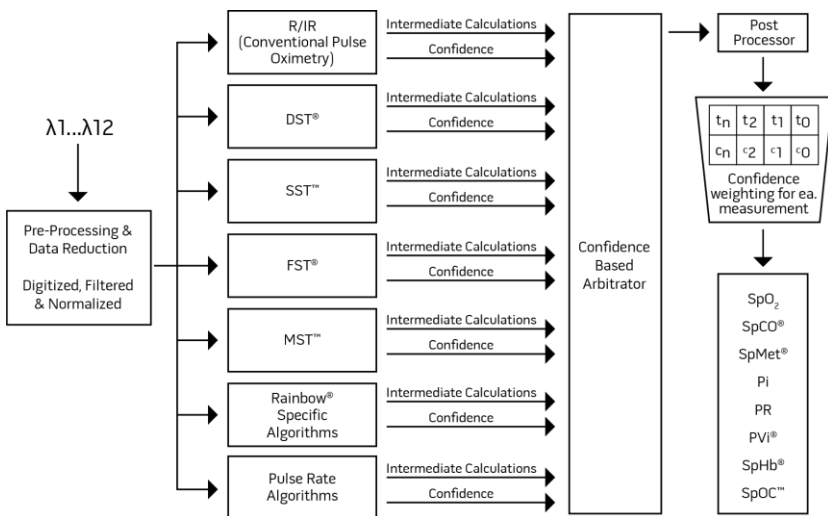 λ1...λ12
Pre-Processing &
Data Reduction
Digitized, Filtered
& Normalized
R/IR
(Conventional Pulse
Oximetry)
Intermediate Calculations
Confidence
DST®
Intermediate Calculations
Confidence
SST™
Intermediate Calculations
Confidence
FST®
Intermediate Calculations
Confidence
MST™
Intermediate Calculations
Confidence
Rainbow®
Specific
Algorithms
Intermediate Calculations
Confidence
Pulse Rate
Algorithms
Intermediate Calculations
Confidence
Confidence
Based
Arbitrator
Post
Processor
tn t2 t1 t0
cn c2 c1 c0
Confidence
weighting for ea.
measurement
SpO₂
SpCO®
SpMet®
Pi
PR
PVi®
SpHb®
SpOC™